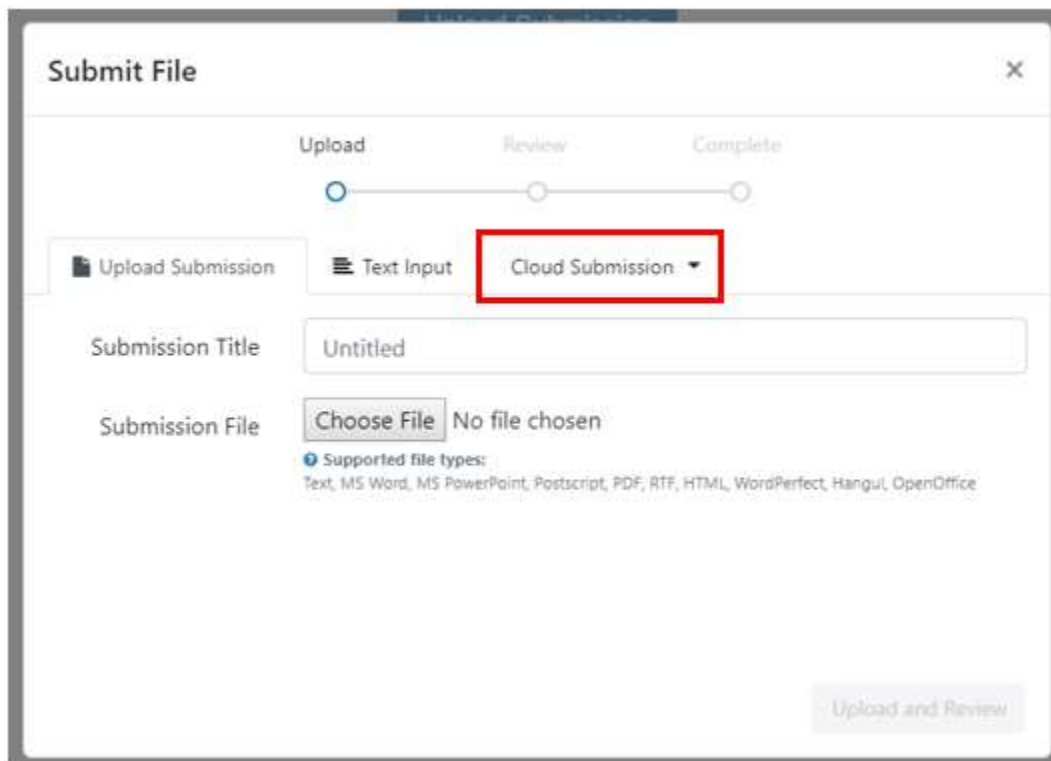 Upload Submission
Submit File ×
Upload Review Complete
Upload Submission Text Input Cloud Submission
Submission Title Untitled
Submission File Choose File No file chosen
Supported file types:
Text, MS Word, MS PowerPoint, Postscript, PDF, RTF, HTML, WordPerfect, Hangul, OpenOffice
Upload and Review